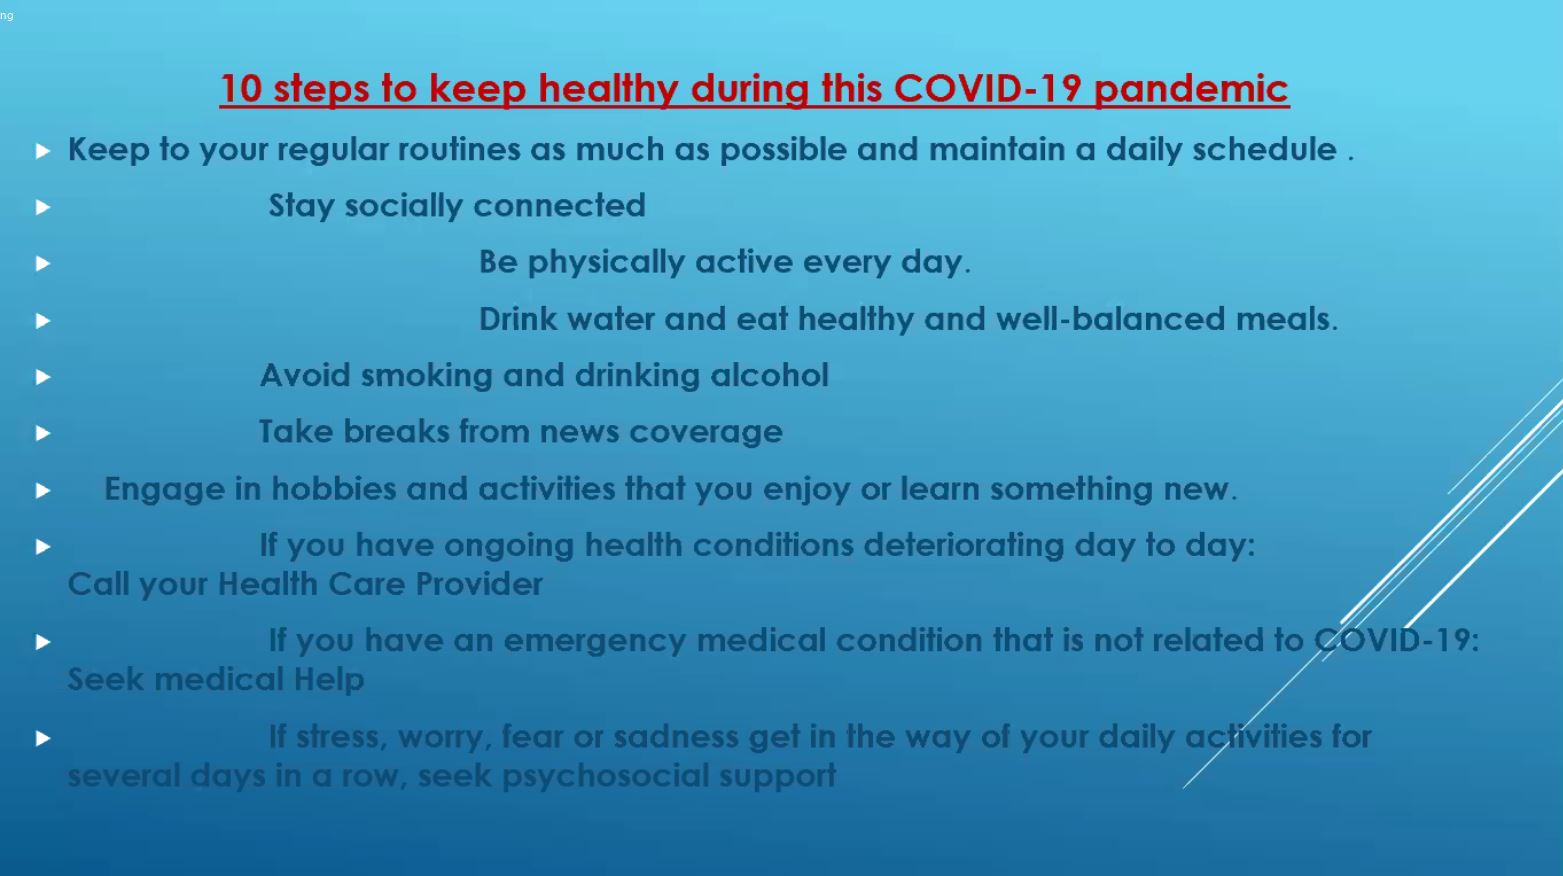 ng
10 steps to keep healthy during this COVID-19 pandemic
Keep to your regular routines as much as possible and maintain a daily schedule .
Stay socially connected
Be physically active every day.
Drink water and eat healthy and well-balanced meals.
Avoid smoking and drinking alcohol
Take breaks from news coverage
Engage in hobbies and activities that you enjoy or learn something new.
If you have ongoing health conditions deteriorating day to day:
Call your Health Care Provider
If you have an emergency medical condition that is not related to COVID-19:
Seek medical Help
If stress, worry, fear or sadness get in the way of your daily activities for
several days in a row, seek psychosocial support